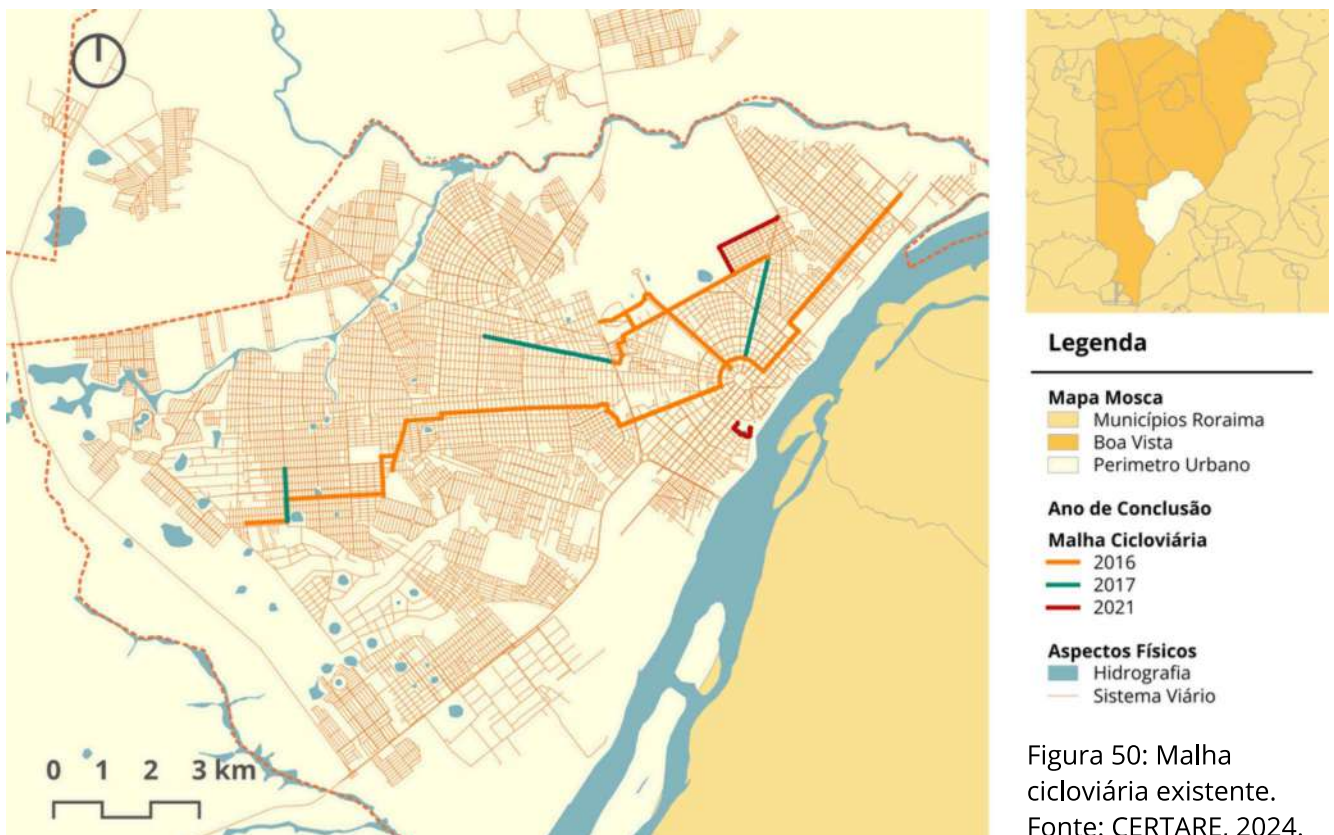 0 1 2 3 km
Legenda
Mapa Mosca
Municípios Roraima
Boa Vista
Perimetro Urbano
Ano de Conclusão
Malha Cicloviária
2016
2017
2021
Aspectos Físicos
Hidrografia
Sistema Viário
Figura 50: Malha
cicloviária existente.
Fonte: CERTARE, 2024.